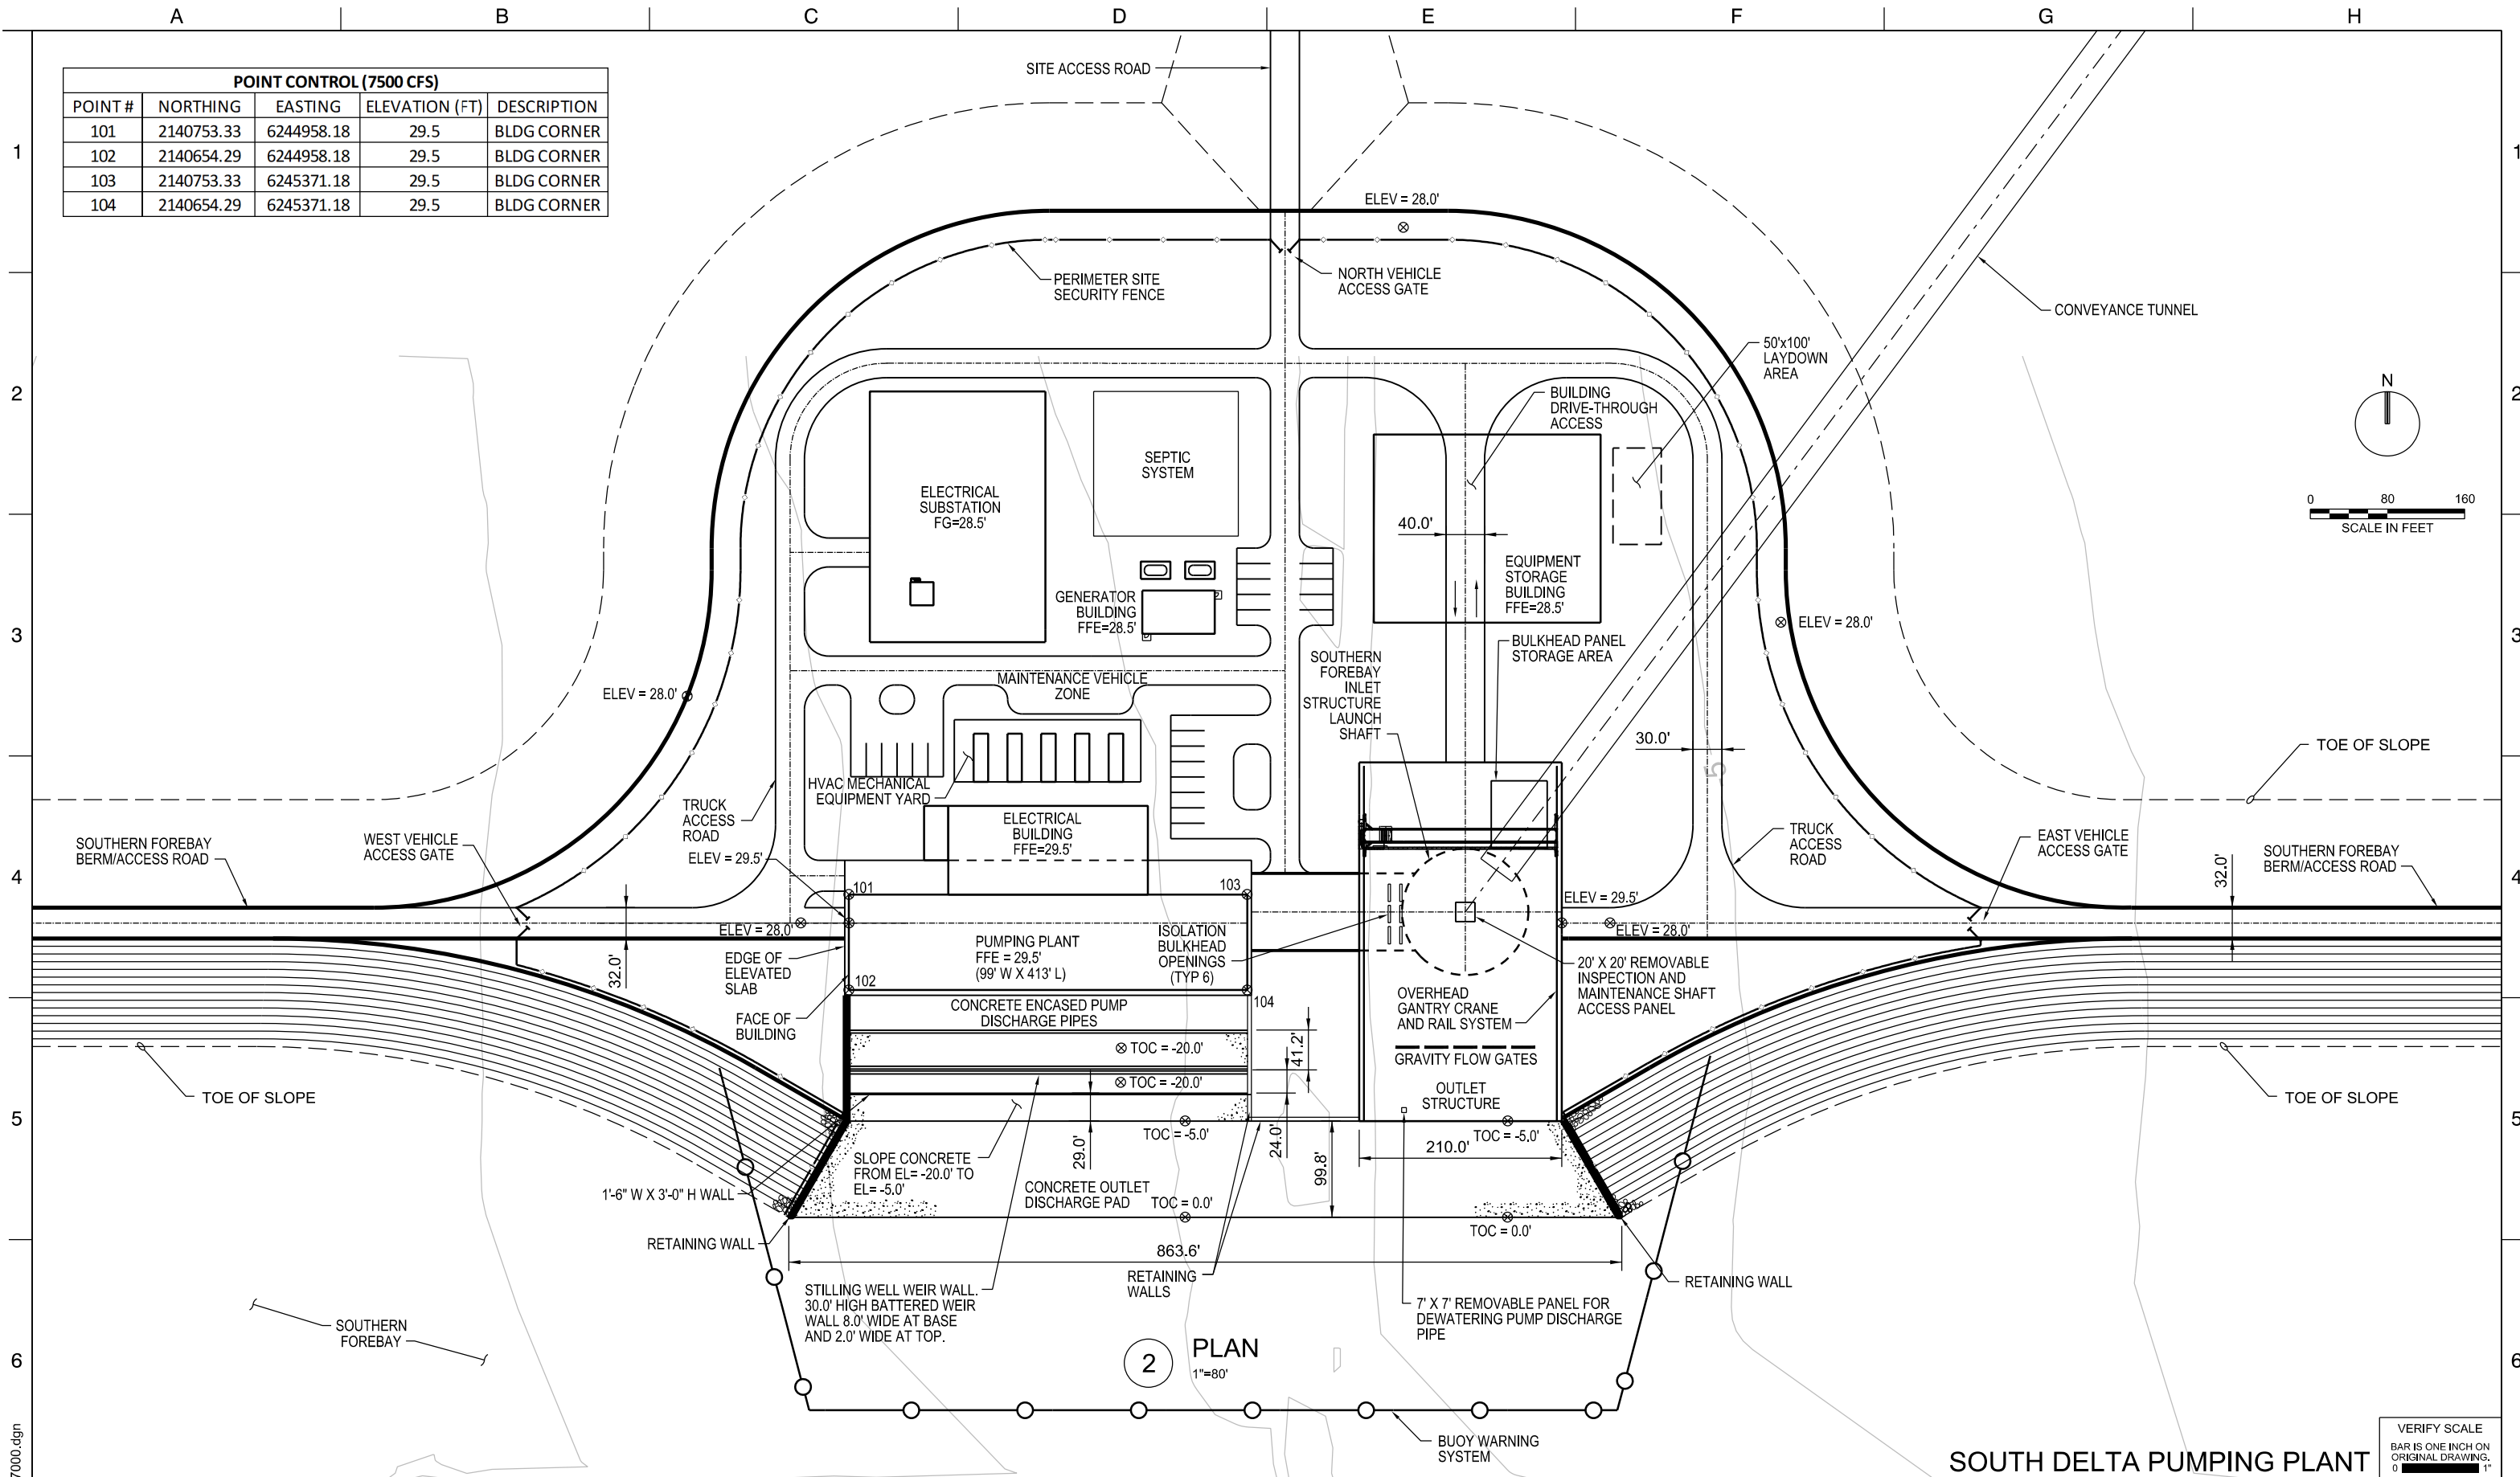 A B C D E F G H
POINT CONTROL (7500 CFS)
POINT # NORTHING EASTING ELEVATION (FT) DESCRIPTION
101 2140753.33 6244958.18 29.5 BLDG CORNER
102 2140654.29 6244958.18 29.5 BLDG CORNER
103 2140753.33 6245371.18 29.5 BLDG CORNER
104 2140654.29 6245371.18 29.5 BLDG CORNER
SITE ACCESS ROAD
1
1
ELEV = 28.0'
PERIMETER SITE
SECURITY FENCE
NORTH VEHICLE
ACCESS GATE
CONVEYANCE TUNNEL
50'x100'
LAYDOWN
AREA
2
2
BUILDING
DRIVE-THROUGH
ACCESS
N
0 80 160
SCALE IN FEET
SEPTIC
SYSTEM
ELECTRICAL
SUBSTATION
FG=28.5'
40.0'
EQUIPMENT
STORAGE
BUILDING
FFE=28.5'
GENERATOR
BUILDING
FFE=28.5'
3
3
ELEV = 28.0'
BULKHEAD PANEL
STORAGE AREA
SOUTHERN
FOREBAY
INLET
STRUCTURE
LAUNCH
SHAFT
MAINTENANCE VEHICLE
ZONE
ELEV = 28.0'
30.0'
5
TOE OF SLOPE
HVAC MECHANICAL
EQUIPMENT YARD
TRUCK
ACCESS
ROAD
ELECTRICAL
BUILDING
FFE=29.5'
SOUTHERN FOREBAY
BERM/ACCESS ROAD
WEST VEHICLE
ACCESS GATE
ELEV = 29.5'
TRUCK
ACCESS
ROAD
EAST VEHICLE
ACCESS GATE
SOUTHERN FOREBAY
BERM/ACCESS ROAD
32.0'
4
4
101
103
ELEV = 29.5'
ELEV = 28.0'
ELEV = 28.0'
32.0'
EDGE OF
ELEVATED
SLAB
PUMPING PLANT
FFE = 29.5'
(99' W X 413' L)
ISOLATION
BULKHEAD
OPENINGS
(TYP 6)
20' X 20' REMOVABLE
INSPECTION AND
MAINTENANCE SHAFT
ACCESS PANEL
102
104
CONCRETE ENCASED PUMP
DISCHARGE PIPES
OVERHEAD
GANTRY CRANE
AND RAIL SYSTEM
FACE OF
BUILDING
TOC = -20.0'
41.2'
GRAVITY FLOW GATES
TOC = -20.0'
TOE OF SLOPE
OUTLET
STRUCTURE
TOE OF SLOPE
5
5
TOC = -5.0'
TOC = -5.0'
29.0'
24.0'
99.8'
210.0'
SLOPE CONCRETE
FROM EL= -20.0' TO
EL= -5.0'
1'-6" W X 3'-0" H WALL
CONCRETE OUTLET
DISCHARGE PAD
TOC = 0.0'
TOC = 0.0'
RETAINING WALL
863.6'
RETAINING
WALLS
RETAINING WALL
STILLING WELL WEIR WALL.
30.0' HIGH BATTERED WEIR
WALL 8.0' WIDE AT BASE
AND 2.0' WIDE AT TOP.
7' X 7' REMOVABLE PANEL FOR
DEWATERING PUMP DISCHARGE
PIPE
SOUTHERN
FOREBAY
6
6
2 PLAN
1"=80'
BUOY WARNING
SYSTEM
SOUTH DELTA PUMPING PLANT
VERIFY SCALE
BAR IS ONE INCH ON
ORIGINAL DRAWING.
0 1"
7000.dgn